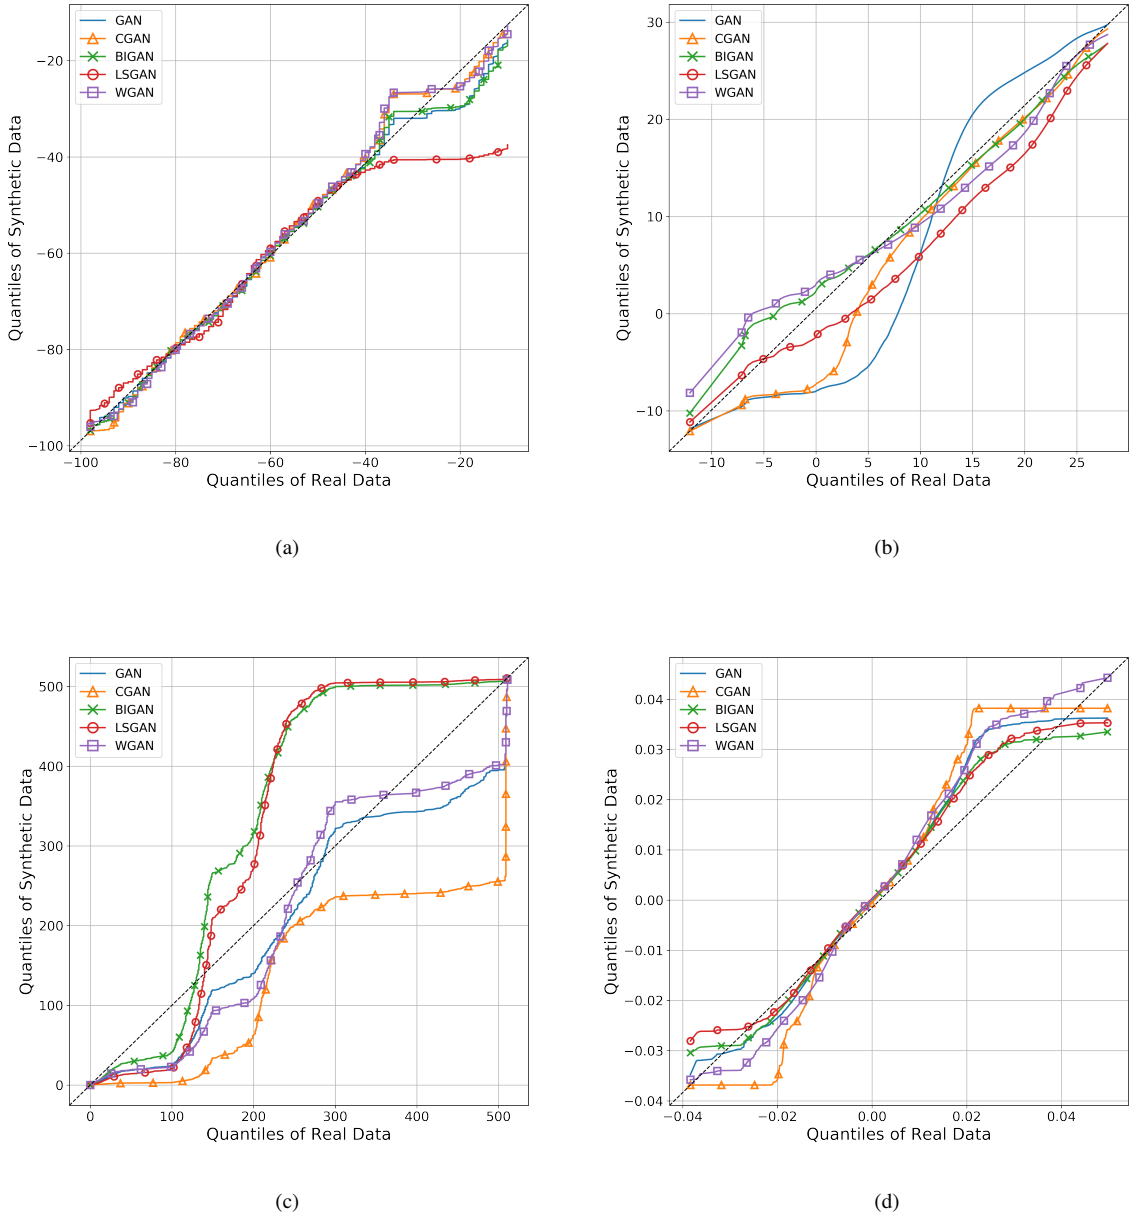 GAN
CGAN
BIGAN
LSGAN
WGAN
−20
−40
−60
−80
−100
−100 −80 −60 −40 −20
Quantiles of Synthetic Data
Quantiles of Real Data
(a)
GAN
CGAN
BIGAN
LSGAN
WGAN
30
20
10
0
−10
−10 −5 0 5 10 15 20 25
Quantiles of Synthetic Data
Quantiles of Real Data
(b)
GAN
CGAN
BIGAN
LSGAN
WGAN
500
400
300
200
100
0
0 100 200 300 400 500
Quantiles of Synthetic Data
Quantiles of Real Data
(c)
GAN
CGAN
BIGAN
LSGAN
WGAN
0.04
0.03
0.02
0.01
0.00
−0.01
−0.02
−0.03
−0.04
−0.04 −0.02 0.00 0.02 0.04
Quantiles of Synthetic Data
Quantiles of Real Data
(d)